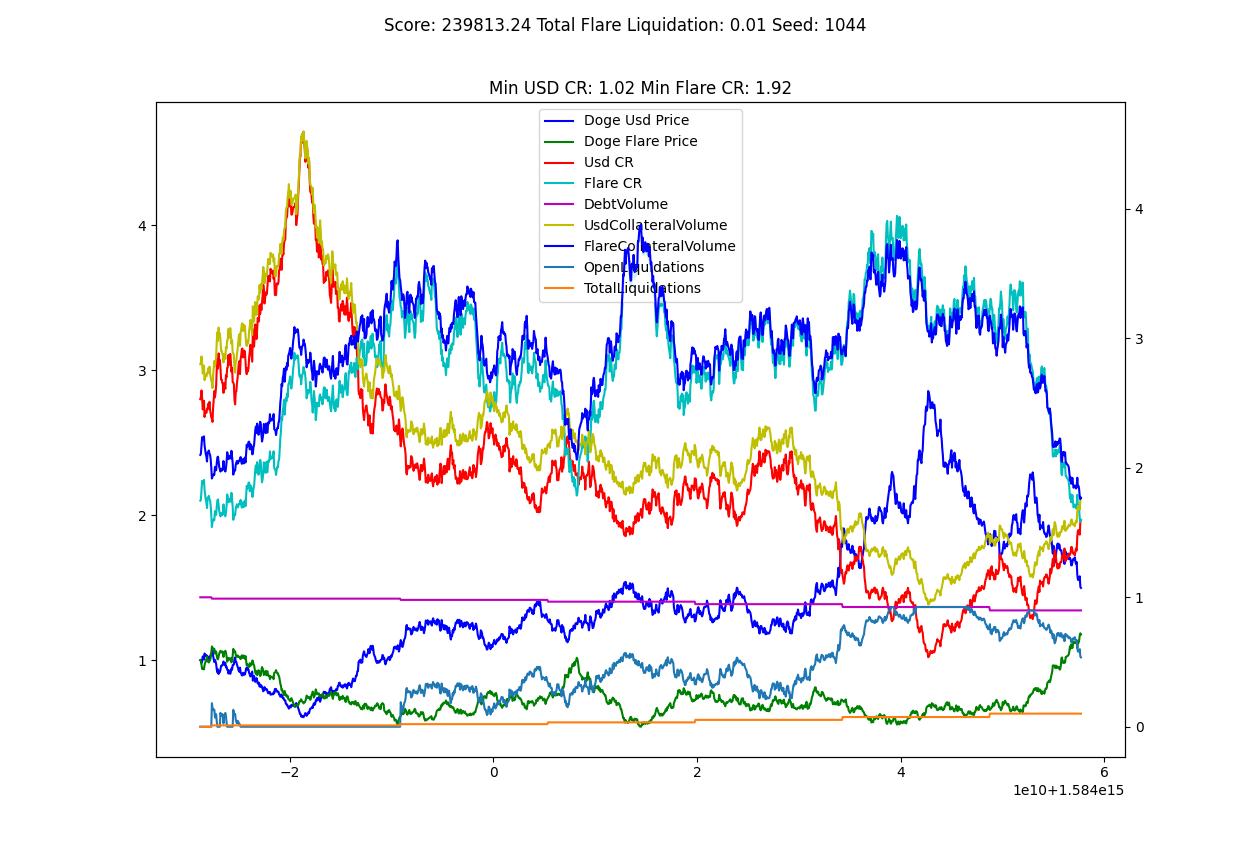 Score: 239813.24 Total Flare Liquidation: 0.01 Seed: 1044
Min USD CR: 1.02 Min Flare CR: 1.92
Doge Usd Price
Doge Flare Price
Usd CR
Flare CR
DebtVolume
UsdCollateralVolume
FlareCollateralVolume
OpenLiquidations
TotalLiquidations
4
3
2
1
4
3
2
1
0
−2 0 2 4 6
1e10+1.584e15